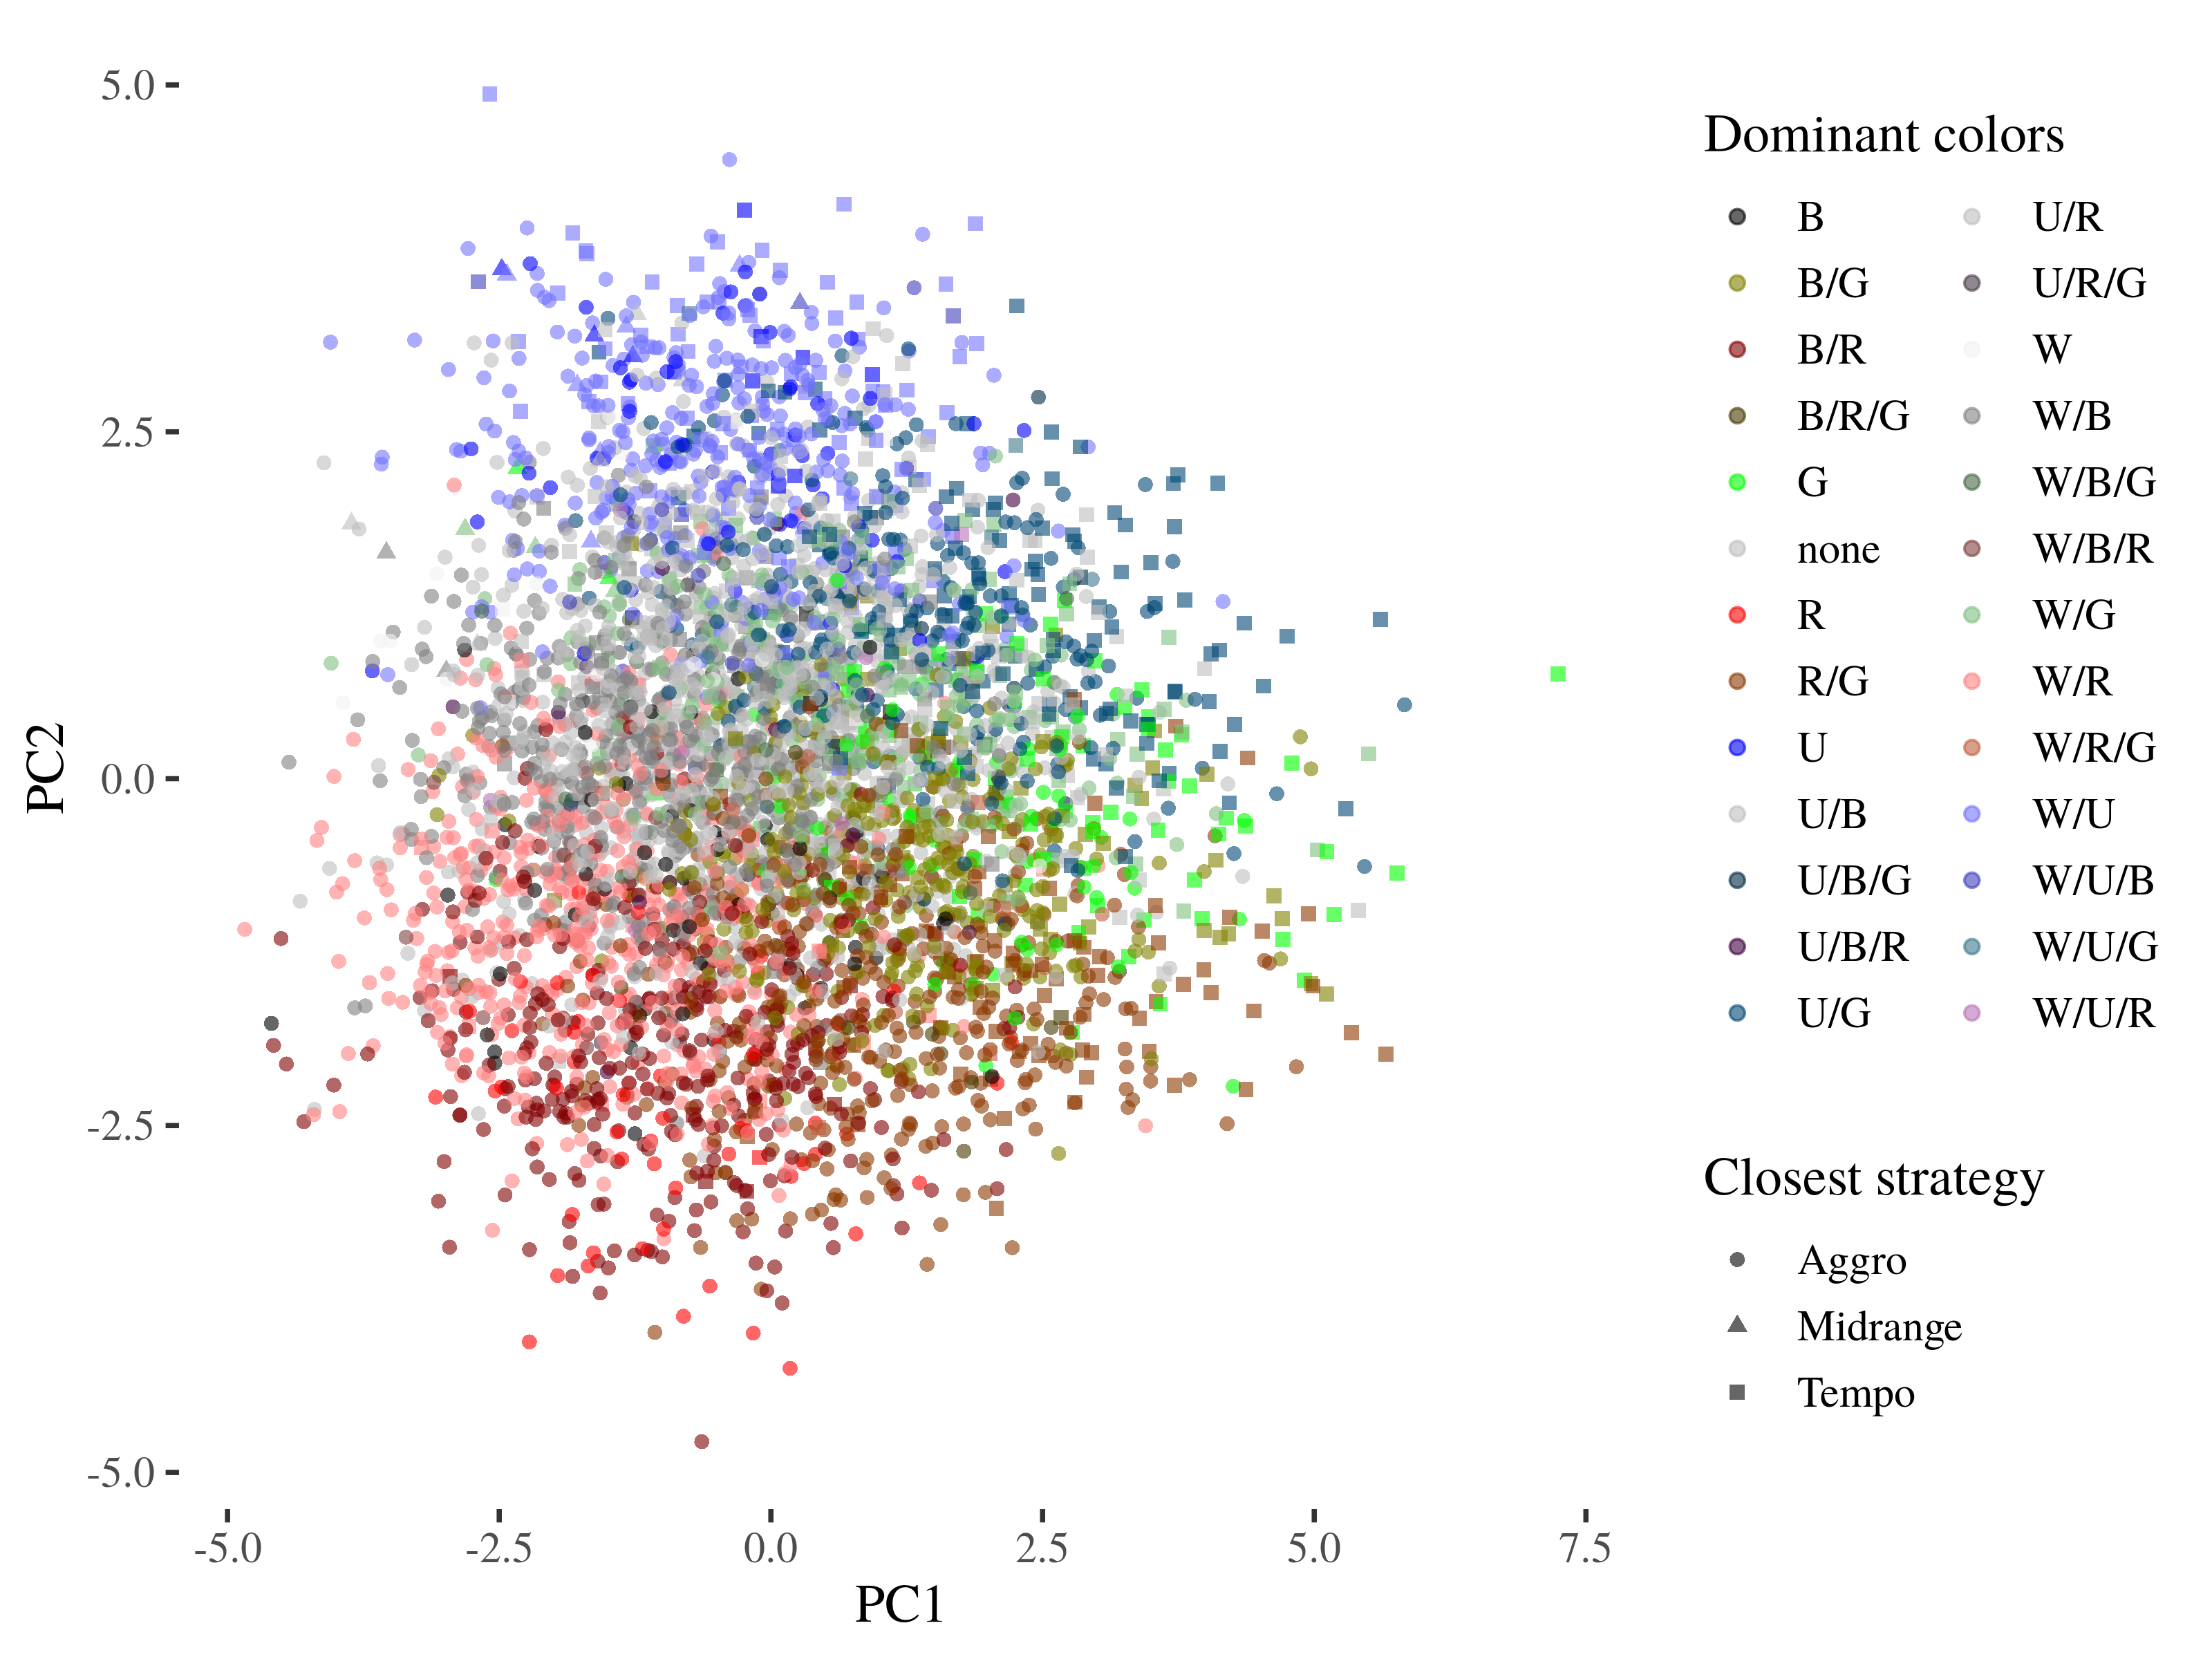 5.0
2.5
0.0
-2.5
-5.0
PC2
-5.0
-2.5
0.0
2.5
5.0
7.5
PC1
Dominant colors
B
B/G
B/R
B/R/G
G
none
R
R/G
U
U/B
U/B/G
U/B/R
U/G
U/R
U/R/G
W
W/B
W/B/G
W/B/R
W/G
W/R
W/R/G
W/U
W/U/B
W/U/G
W/U/R
Closest strategy
Aggro
Midrange
Tempo